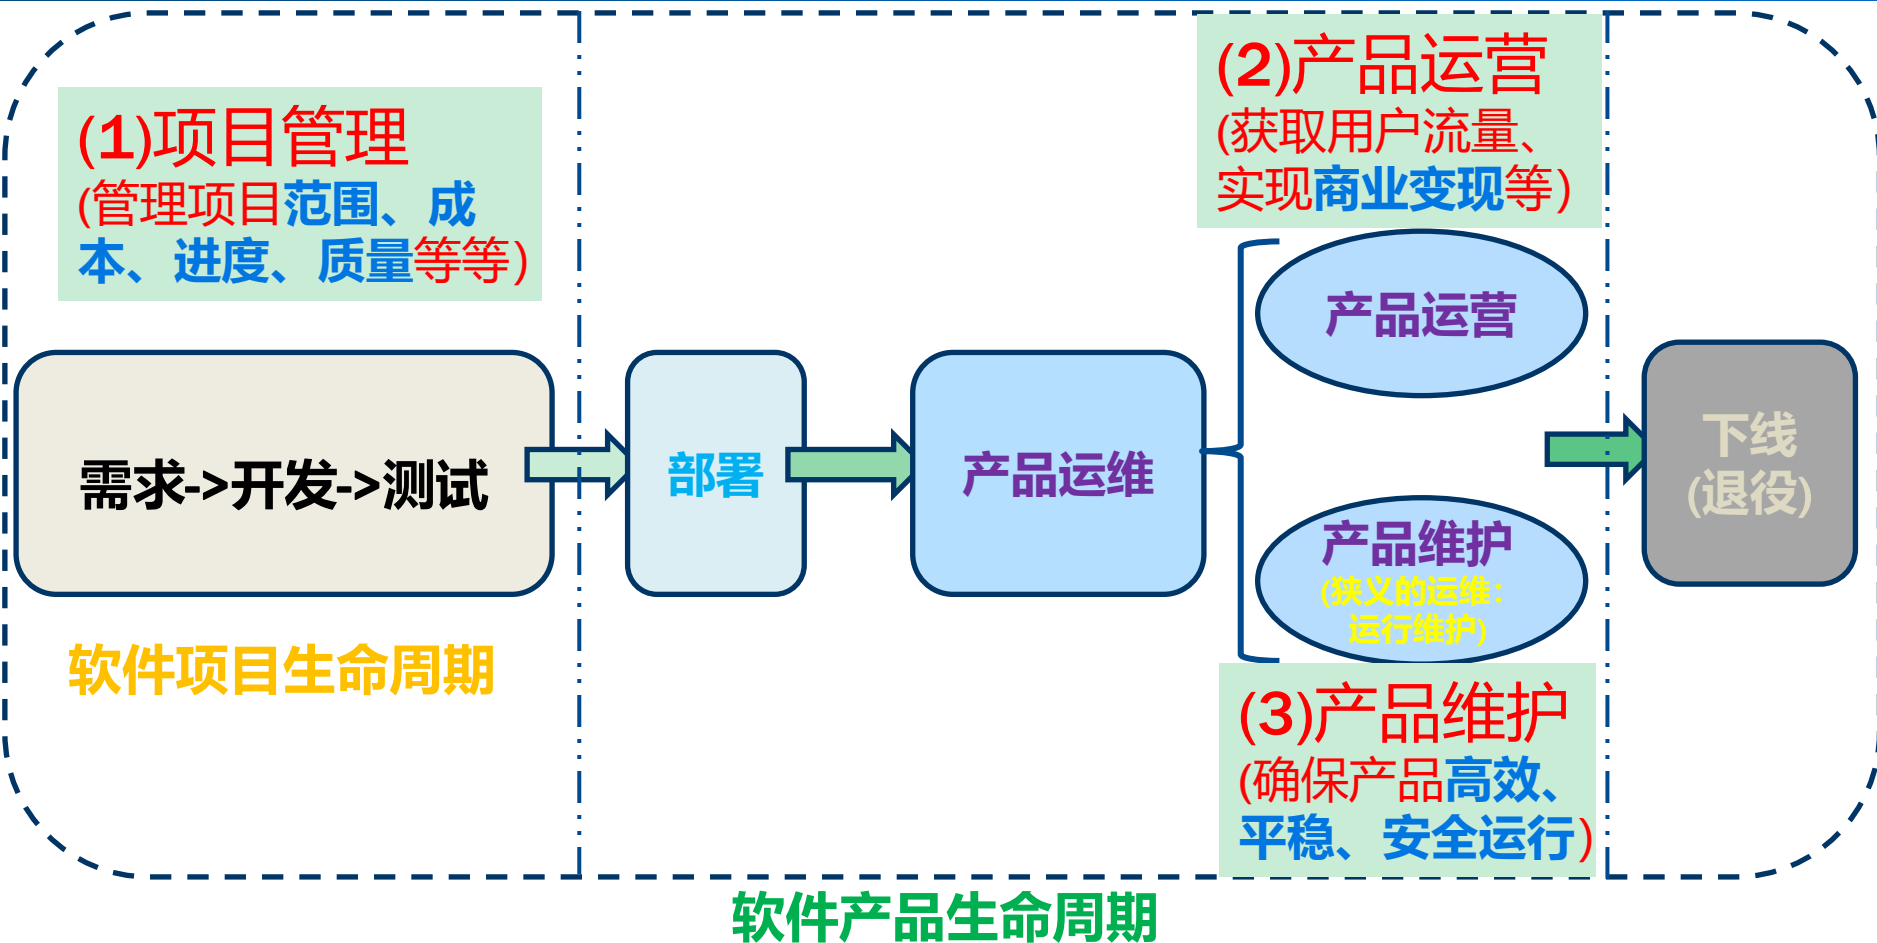 (1)项目管理
(管理项目范围、成
本、进度、质量等等)
需求->开发->测试
软件项目生命周期
部署
产品运维
(2)产品运营
(获取用户流量、
实现商业变现等)
产品运营
产品维护
(狭义的运维：
运行维护)
(3)产品维护
(确保产品高效、
平稳、安全运行)
下线
(退役)
软件产品生命周期